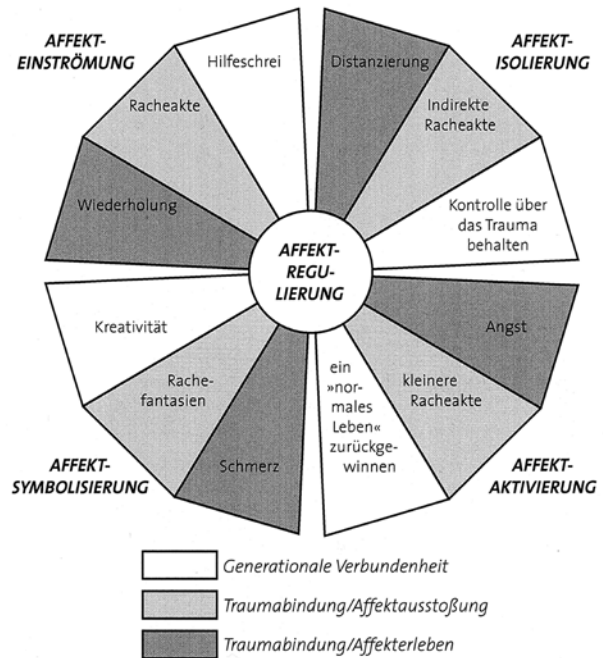 AFFEKT-
EINSTRÖMUNG
AFFEKT-
ISOLIERUNG
Hilfeschrei
Distanzierung
Racheakte
Indirekte
Racheakte
Wiederholung
Kontrolle über
das Trauma
behalten
AFFEKT-
REGU-
LIERUNG
Kreativität
Angst
Rache-
fantasien
ein
»nor-
males
Leben«
zurückge-
winnen
kleinere
Racheakte
Schmerz
AFFEKT-
SYMBOLISIERUNG
AFFEKT-
AKTIVIERUNG
Generationale Verbundenheit
Traumabindung/Affektausstoßung
Traumabindung/Affekterleben